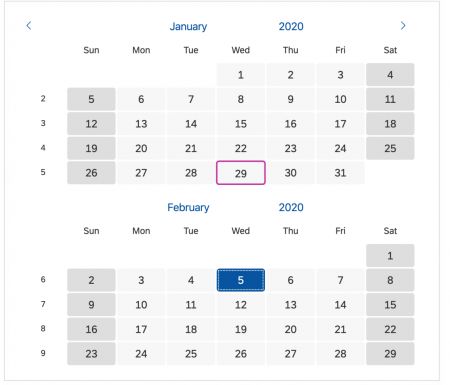 < January 2020 >
Sun Mon Tue Wed Thu Fri Sat
1 2 3 4
2 5 6 7 8 9 10 11
3 12 13 14 15 16 17 18
4 19 20 21 22 23 24 25
5 26 27 28 29 30 31
February 2020
Sun Mon Tue Wed Thu Fri Sat
1
6 2 3 4 5 6 7 8
7 9 10 11 12 13 14 15
8 16 17 18 19 20 21 22
9 23 24 25 26 27 28 29